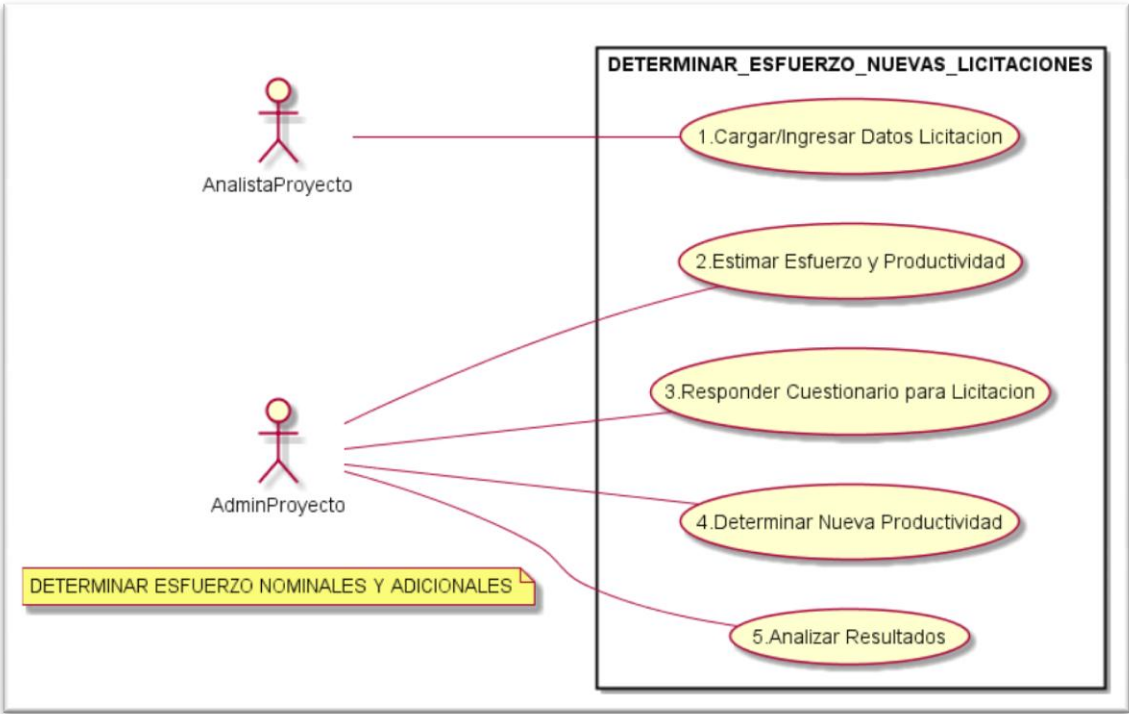 DETERMINAR_ESFUERZO_NUEVAS_LICITACIONES
1.Cargar/Ingresar Datos Licitacion
AnalistaProyecto
2.Estimar Esfuerzo y Productividad
3.Responder Cuestionario para Licitacion
AdminProyecto
4.Determinar Nueva Productividad
DETERMINAR ESFUERZO NOMINALES Y ADICIONALES
5.Analizar Resultados